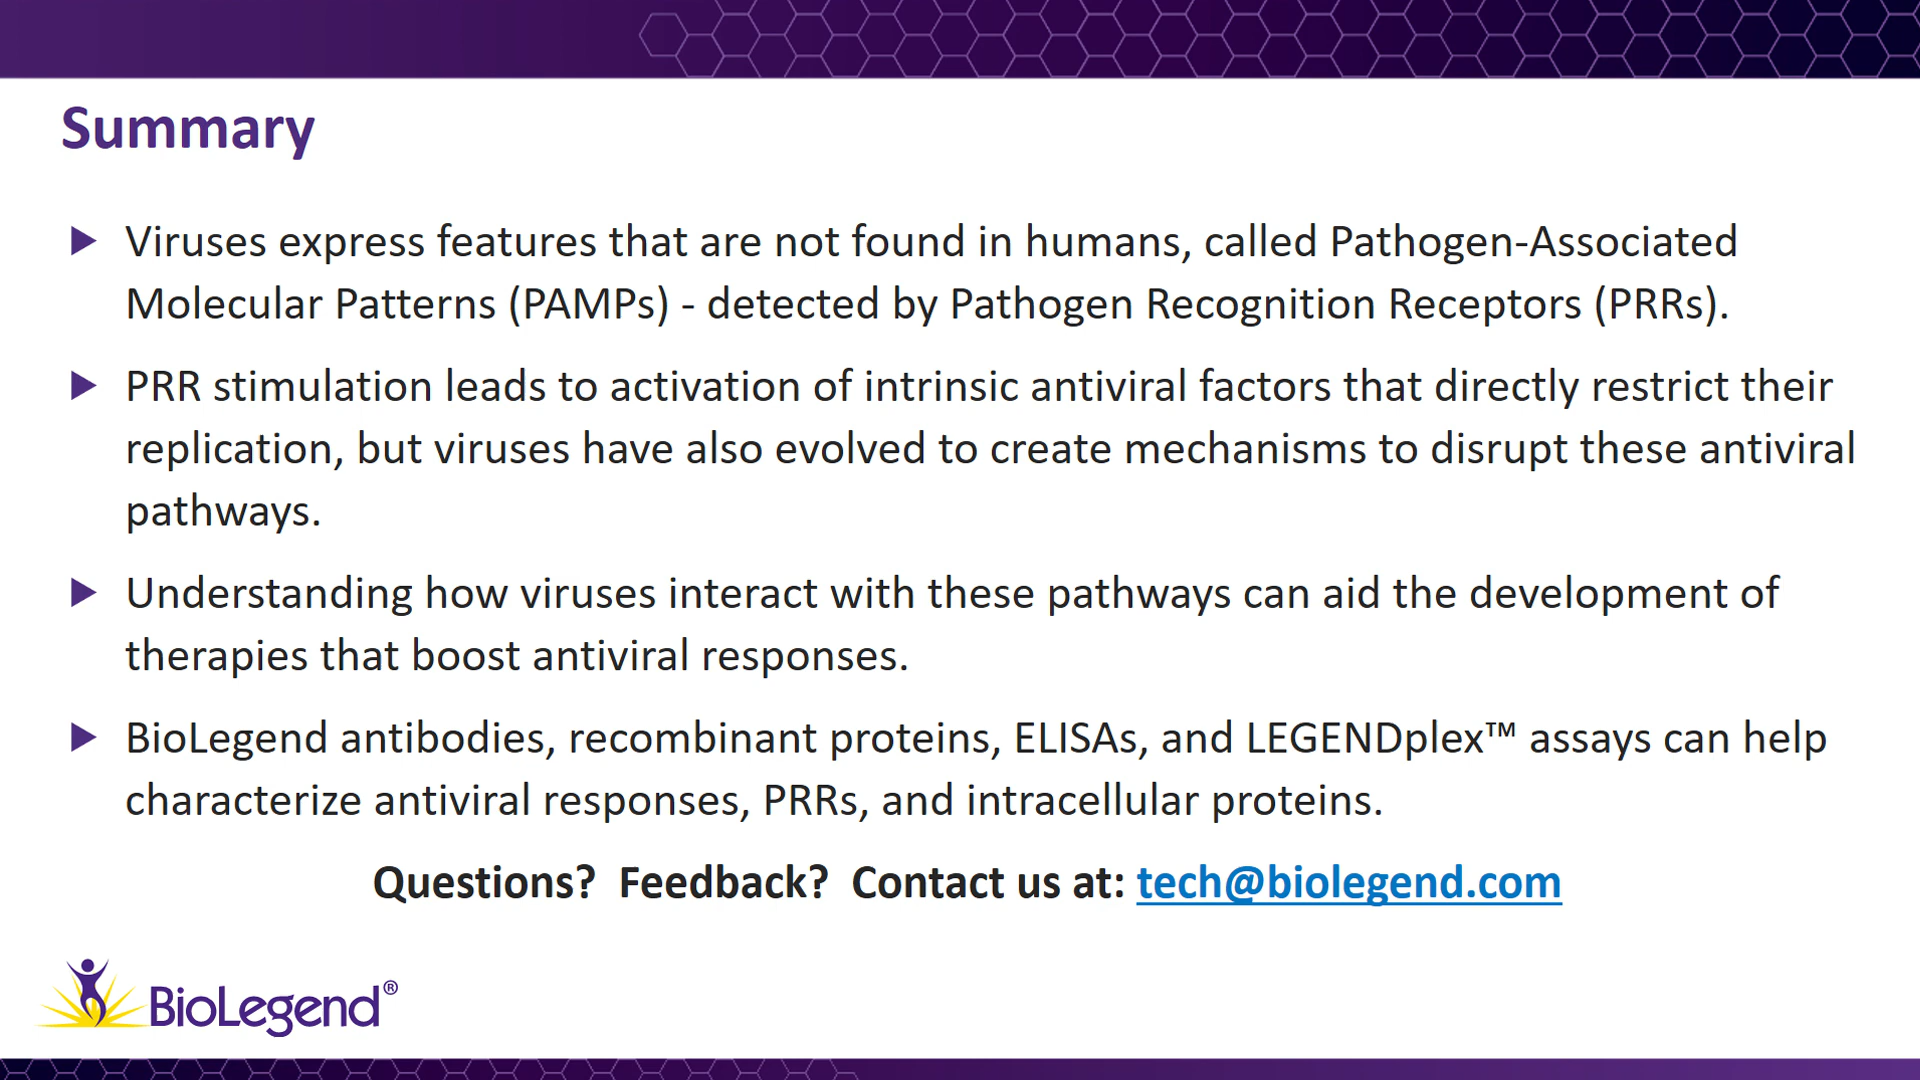 Summary
Viruses express features that are not found in humans, called Pathogen-Associated
Molecular Patterns (PAMPs) - detected by Pathogen Recognition Receptors (PRRs).
PRR stimulation leads to activation of intrinsic antiviral factors that directly restrict their
replication, but viruses have also evolved to create mechanisms to disrupt these antiviral
pathways.
Understanding how viruses interact with these pathways can aid the development of
therapies that boost antiviral responses.
BioLegend antibodies, recombinant proteins, ELISAs, and LEGENDplex™ assays can help
characterize antiviral responses, PRRs, and intracellular proteins.
Questions?  Feedback?  Contact us at: tech@biolegend.com
BioLegend®